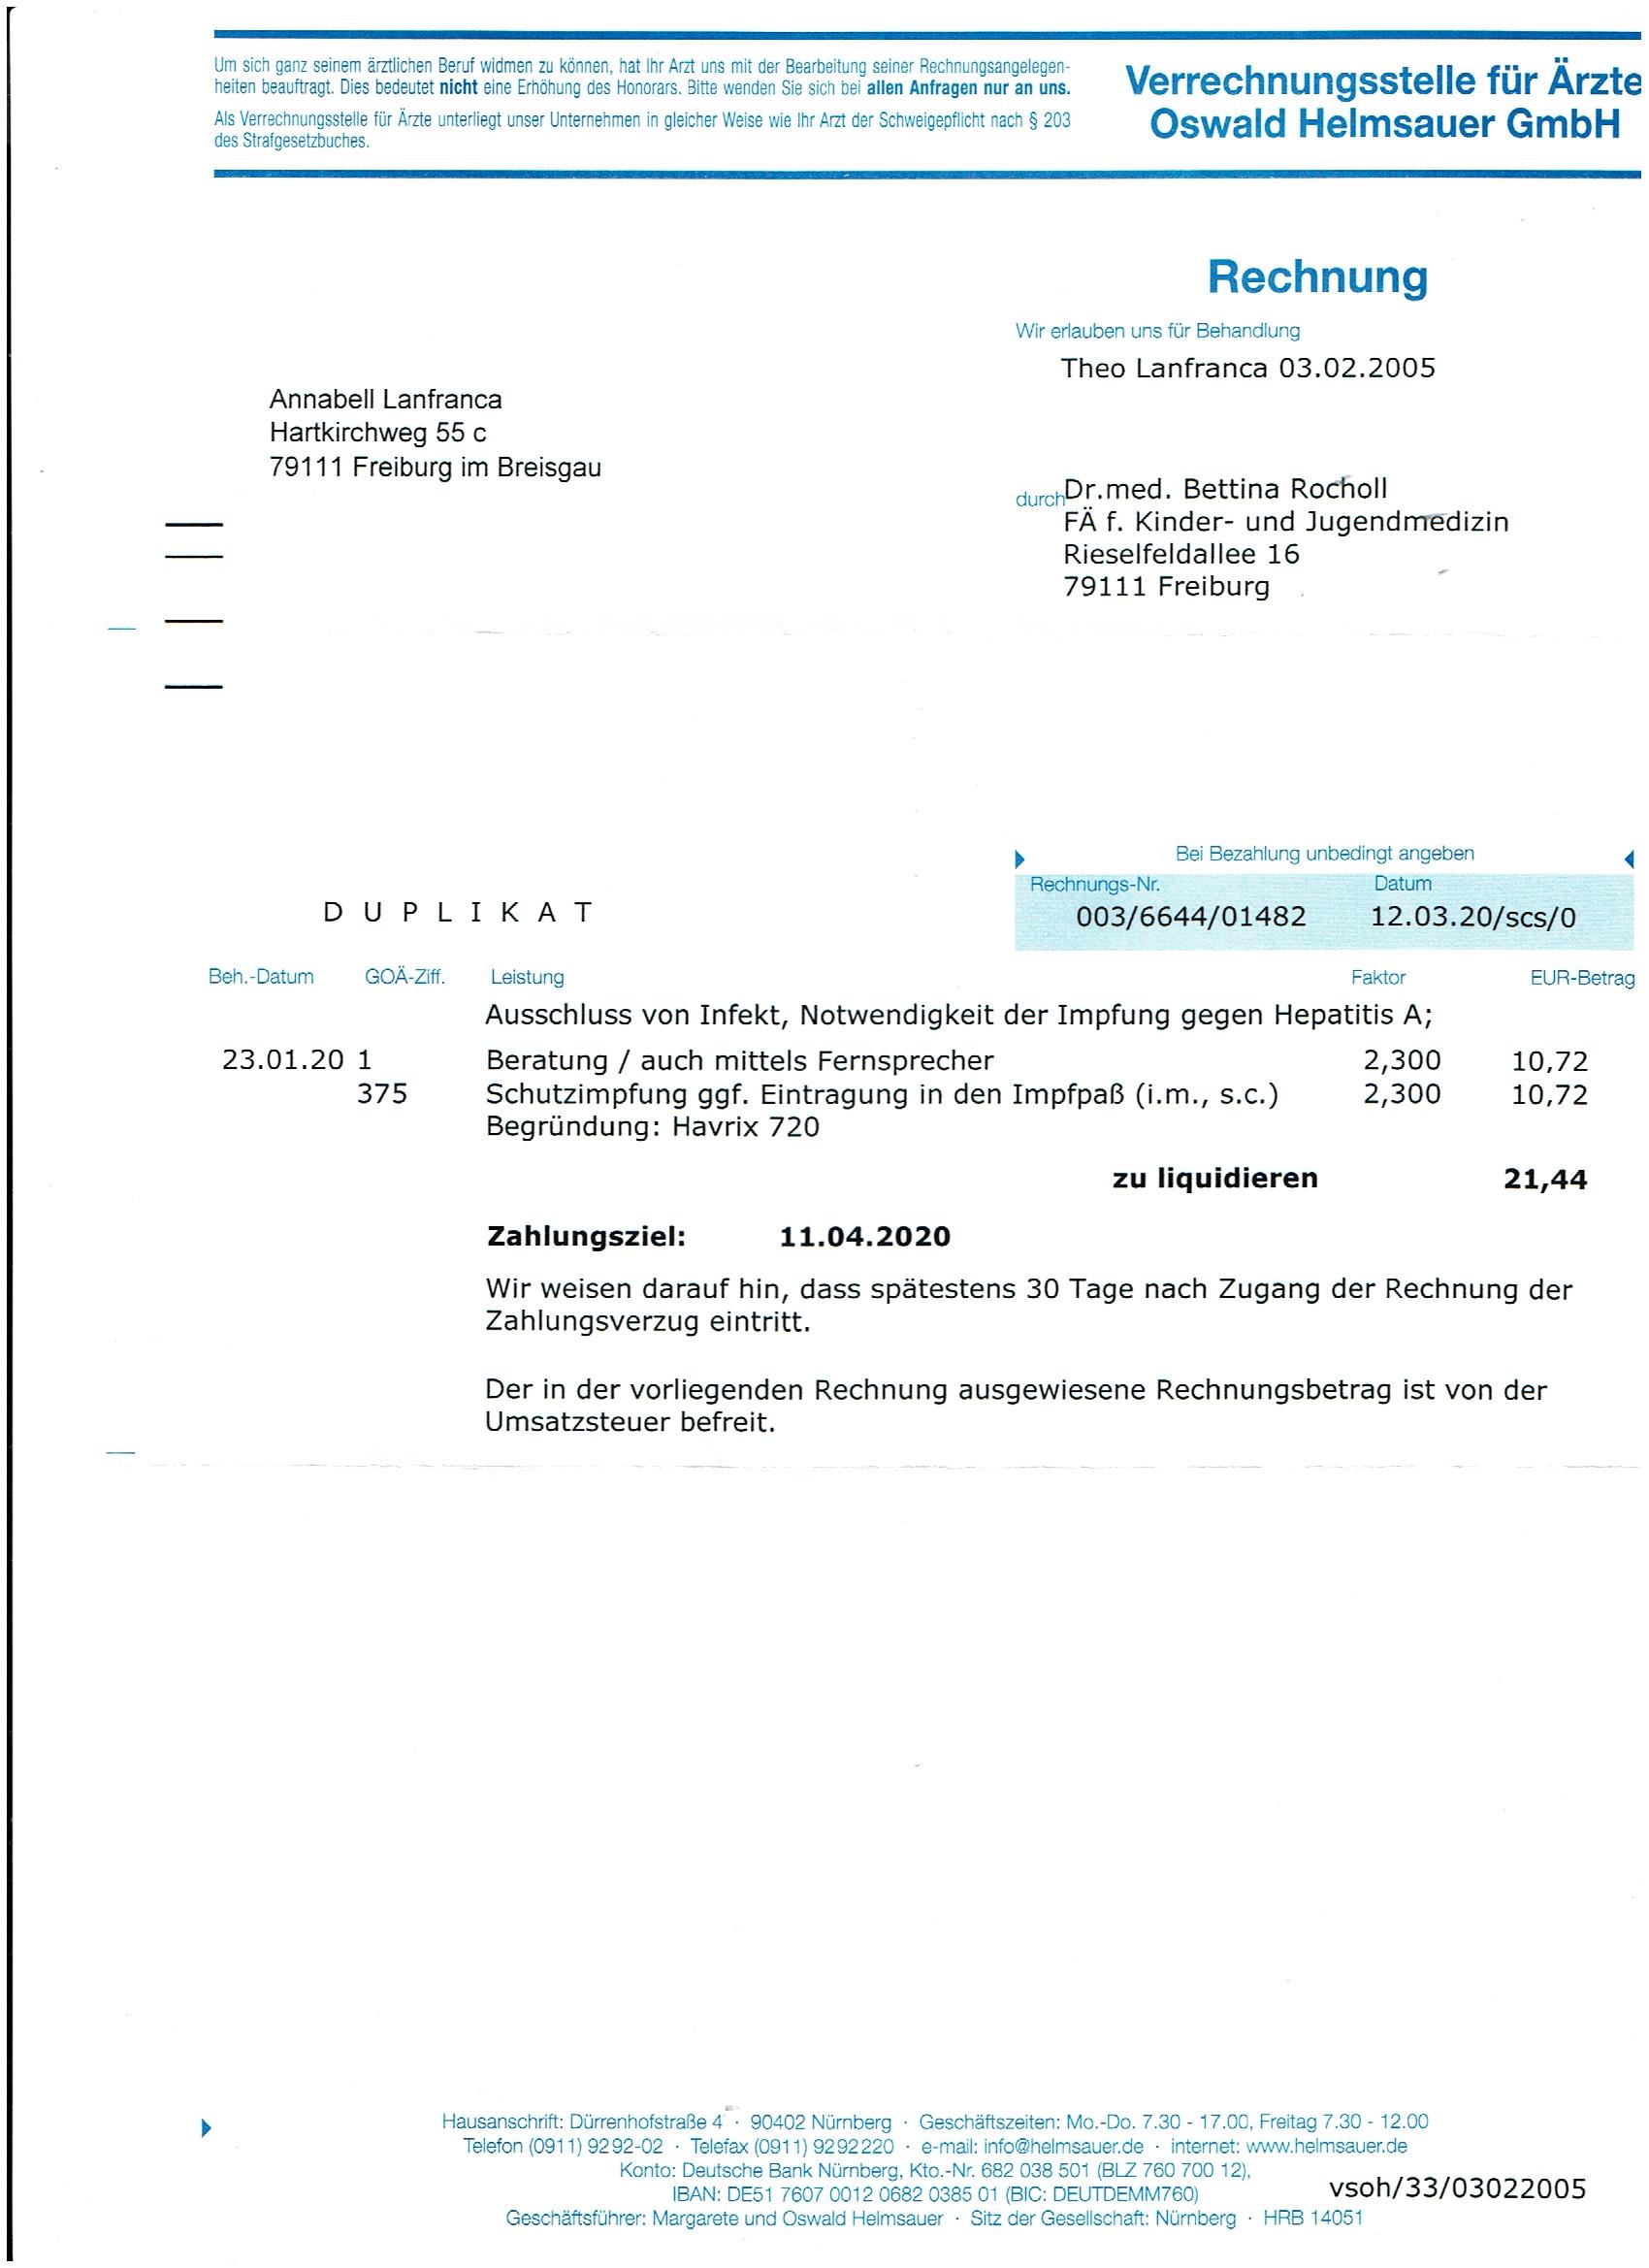 Um sich ganz seinem ärztlichen Beruf widmen zu können, hat Ihr Arzt uns mit der Bearbeitung seiner Rechnungsangelegen-
heiten beauftragt. Dies bedeutet nicht eine Erhöhung des Honorars. Bitte wenden Sie sich bei allen Anfragen nur an uns.
Als Verrechnungsstelle für Ärzte unterliegt unser Unternehmen in gleicher Weise wie Ihr Arzt der Schweigepflicht nach § 203
des Strafgesetzbuches.
Verrechnungsstelle für Ärzte
Oswald Helmsauer GmbH
Rechnung
Wir erlauben uns für Behandlung
Theo Lanfranca 03.02.2005
Annabell Lanfranca
Hartkirchweg 55 c
79111 Freiburg im Breisgau
durch Dr.med. Bettina Rocholl
FÄ f. Kinder- und Jugendmedizin
Rieselfeldallee 16
79111 Freiburg
Bei Bezahlung unbedingt angeben
Rechnungs-Nr. Datum
003/6644/01482 12.03.20/scs/0
D U P L I K A T
Beh.-Datum GOÄ-Ziff. Leistung Faktor EUR-Betrag
Ausschluss von Infekt, Notwendigkeit der Impfung gegen Hepatitis A;
23.01.20 1 Beratung / auch mittels Fernsprecher 2,300 10,72
375 Schutzimpfung ggf. Eintragung in den Impfpaß (i.m., s.c.) 2,300 10,72
Begründung: Havrix 720
zu liquidieren 21,44
Zahlungsziel: 11.04.2020
Wir weisen darauf hin, dass spätestens 30 Tage nach Zugang der Rechnung der
Zahlungsverzug eintritt.
Der in der vorliegenden Rechnung ausgewiesene Rechnungsbetrag ist von der
Umsatzsteuer befreit.
Hausanschrift: Dürrenhofstraße 4 · 90402 Nürnberg · Geschäftszeiten: Mo.-Do. 7.30 - 17.00, Freitag 7.30 - 12.00
Telefon (0911) 9292-02 · Telefax (0911) 9292220 · e-mail: info@helmsauer.de · internet: www.helmsauer.de
Konto: Deutsche Bank Nürnberg, Kto.-Nr. 682 038 501 (BLZ 760 700 12),
IBAN: DE51 7607 0012 0682 0385 01 (BIC: DEUTDEMM760)
vsoh/33/03022005
Geschäftsführer: Margarete und Oswald Helmsauer · Sitz der Gesellschaft: Nürnberg · HRB 14051